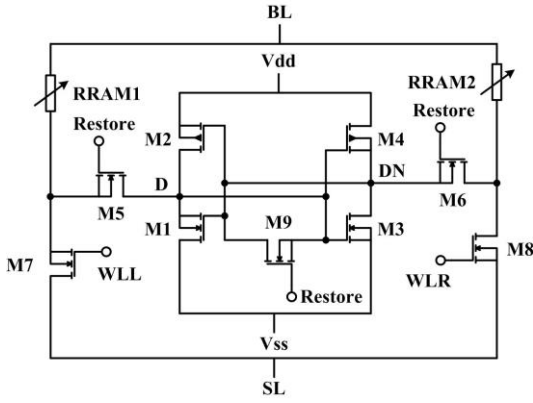 BL
Vdd
RRAM1
RRAM2
Restore
Restore
M2
M4
D
DN
M5
M6
M1
M9
M3
M7
WLL
WLR
M8
Restore
Vss
SL